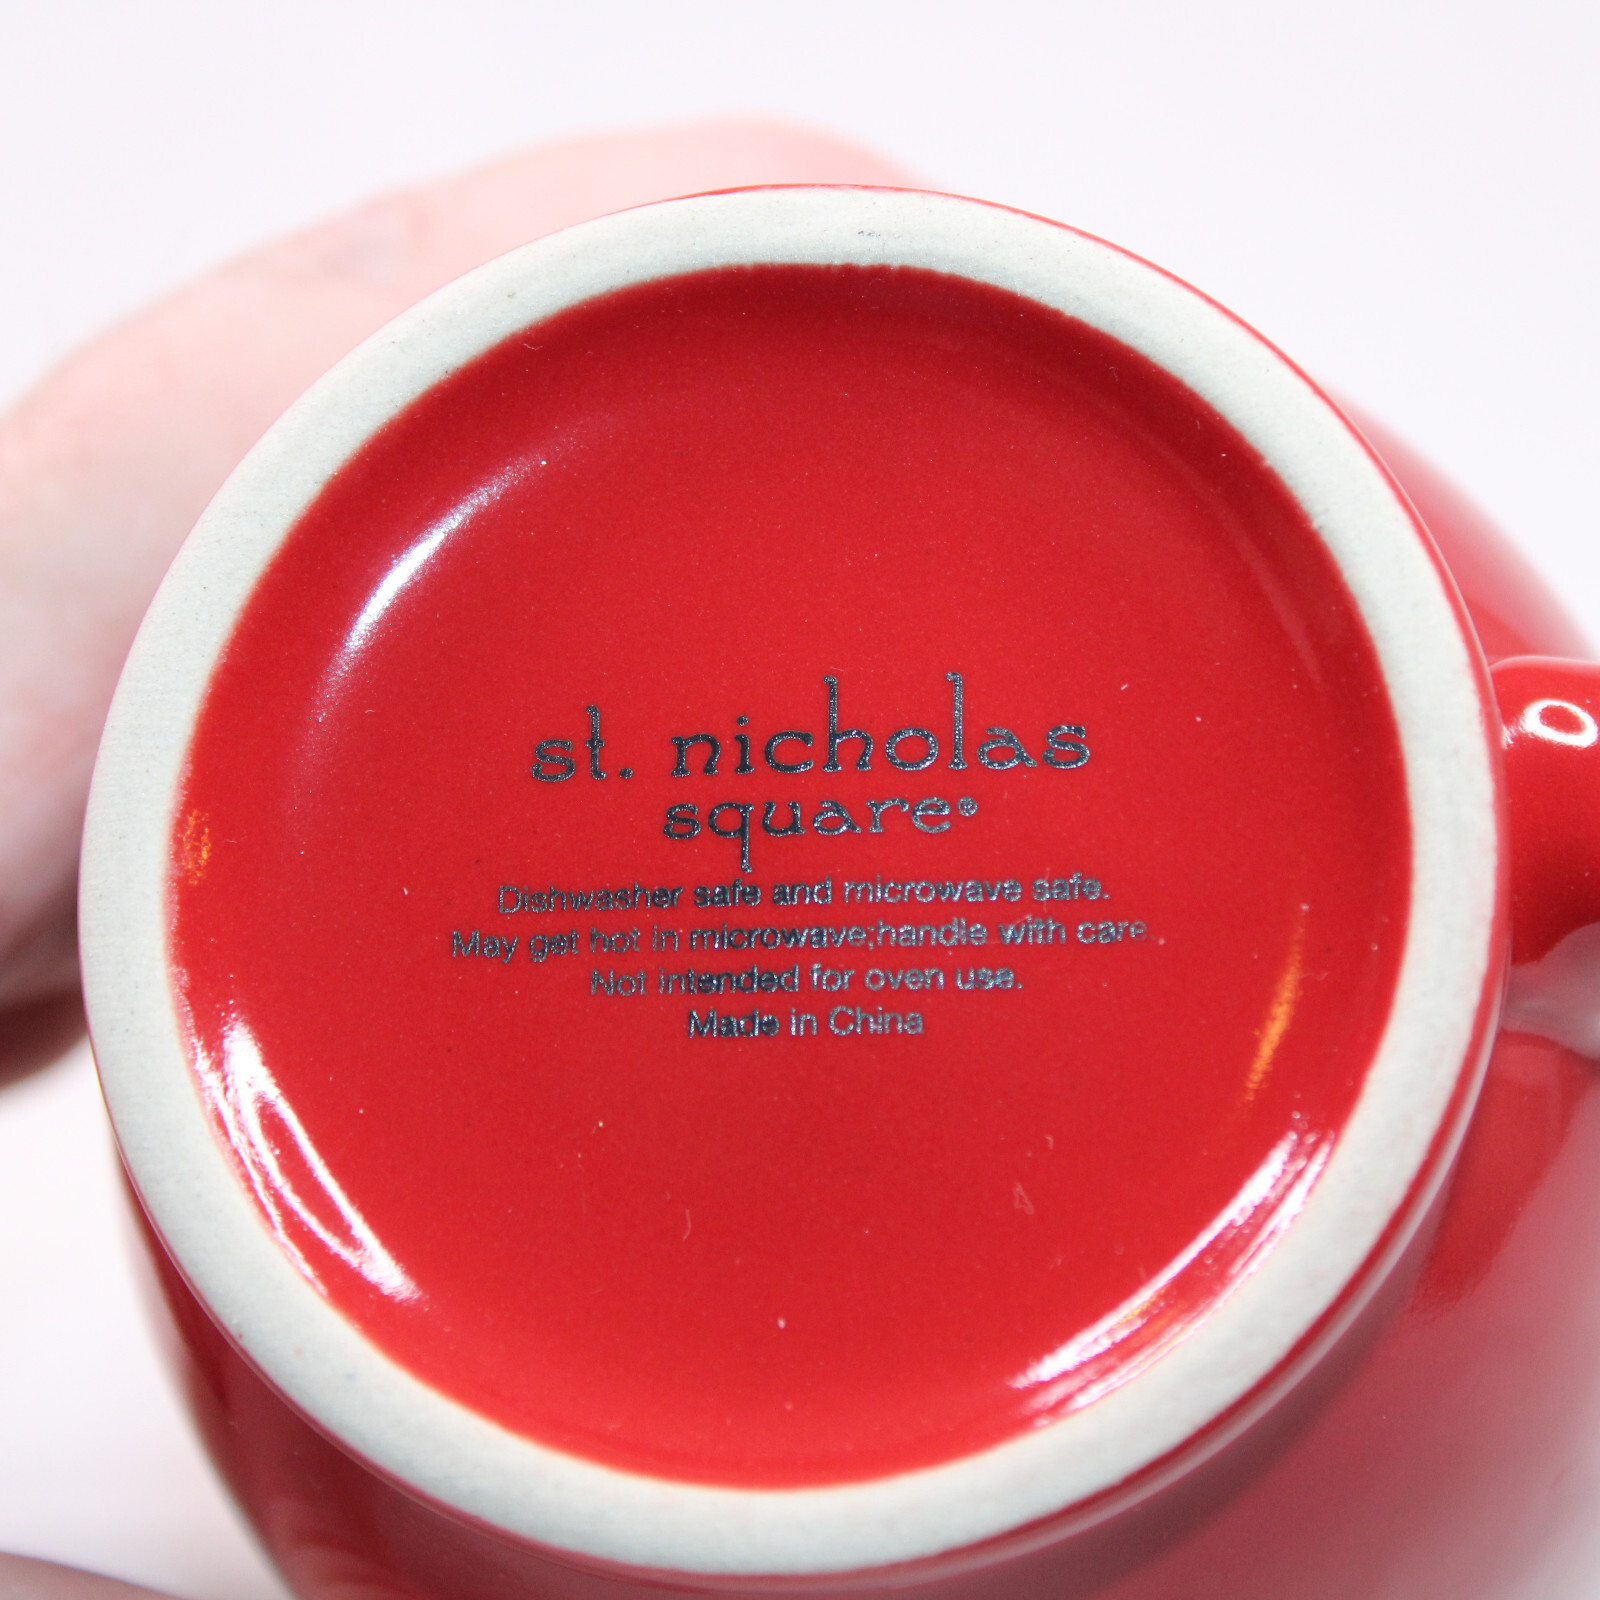 st. nicholas
square®
Dishwasher safe and microwave safe.
May get hot in microwave;handle with care.
Not intended for oven use.
Made in China